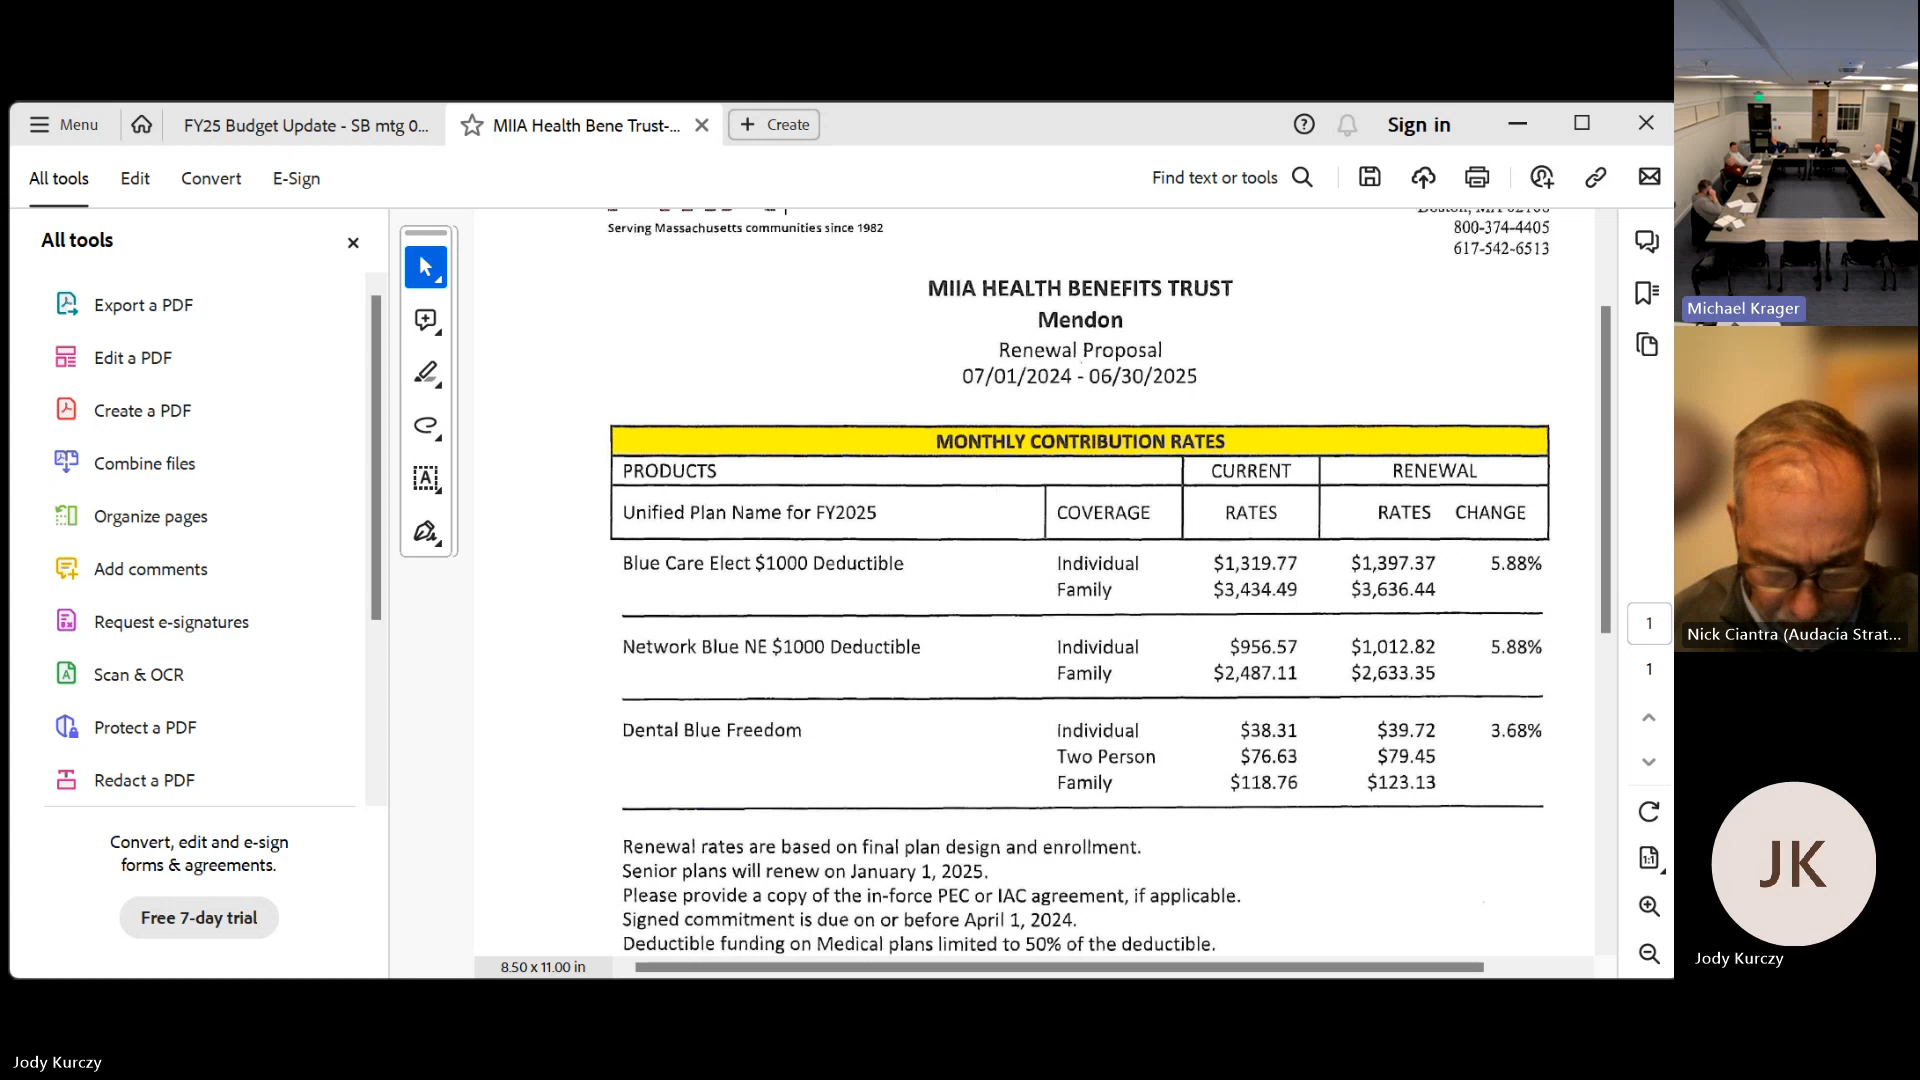 Menu
FY25 Budget Update - SB mtg 0...
MIIA Health Bene Trust-...
Create
Sign in
All tools
Edit
Convert
E-Sign
Find text or tools
All tools
Export a PDF
Edit a PDF
Create a PDF
Combine files
Organize pages
Add comments
Request e-signatures
Scan & OCR
Protect a PDF
Redact a PDF
Convert, edit and e-sign
forms & agreements.
Free 7-day trial
Serving Massachusetts communities since 1982
Boston, MA 02108
800-374-4405
617-542-6513
MIIA HEALTH BENEFITS TRUST
Mendon
Renewal Proposal
07/01/2024 - 06/30/2025
MONTHLY CONTRIBUTION RATES
PRODUCTS CURRENT RENEWAL
Unified Plan Name for FY2025 COVERAGE RATES RATES CHANGE
Blue Care Elect $1000 Deductible Individual $1,319.77 $1,397.37 5.88%
Family $3,434.49 $3,636.44
Network Blue NE $1000 Deductible Individual $956.57 $1,012.82 5.88%
Family $2,487.11 $2,633.35
Dental Blue Freedom Individual $38.31 $39.72 3.68%
Two Person $76.63 $79.45
Family $118.76 $123.13
Renewal rates are based on final plan design and enrollment.
Senior plans will renew on January 1, 2025.
Please provide a copy of the in-force PEC or IAC agreement, if applicable.
Signed commitment is due on or before April 1, 2024.
Deductible funding on Medical plans limited to 50% of the deductible.
8.50 x 11.00 in
1
1
1:1
Michael Krager
Nick Ciantra (Audacia Strat...
JK
Jody Kurczy
Jody Kurczy